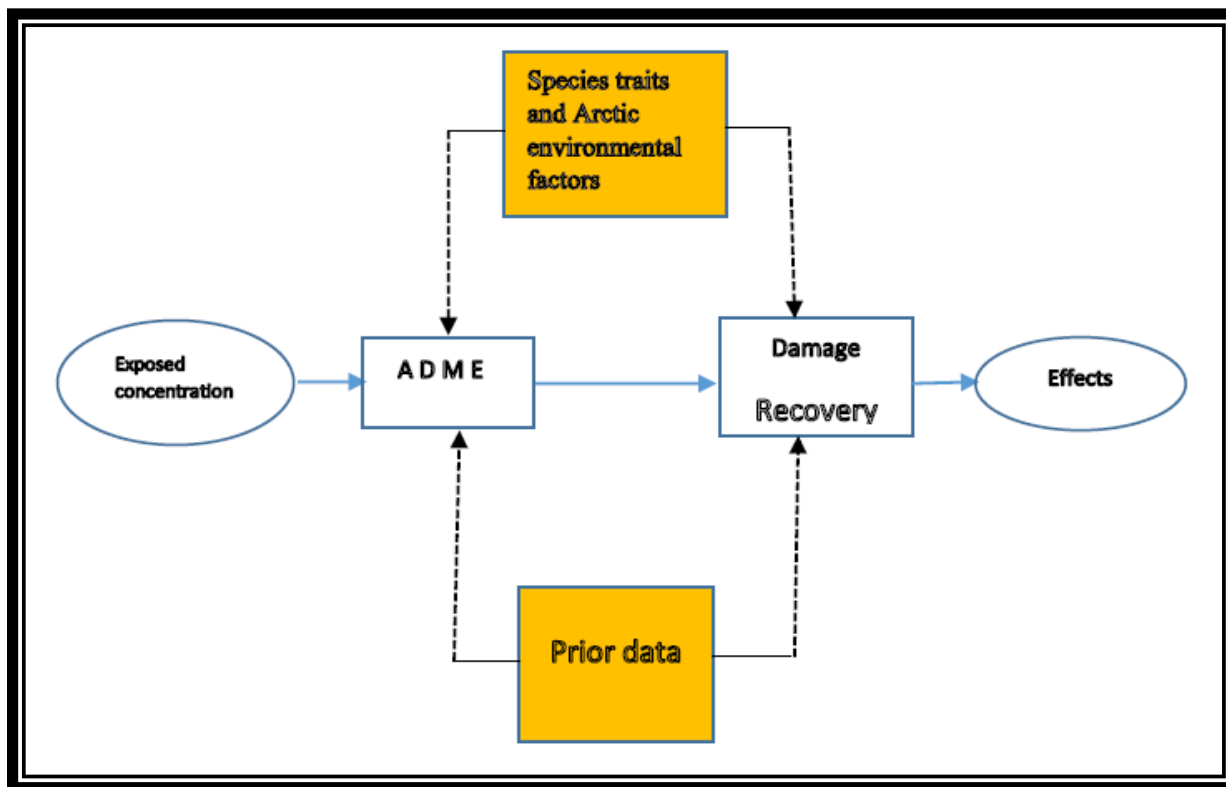 Species traits
and Arctic
environmental
factors
Exposed
concentration
A D M E
Damage
Recovery
Effects
Prior data